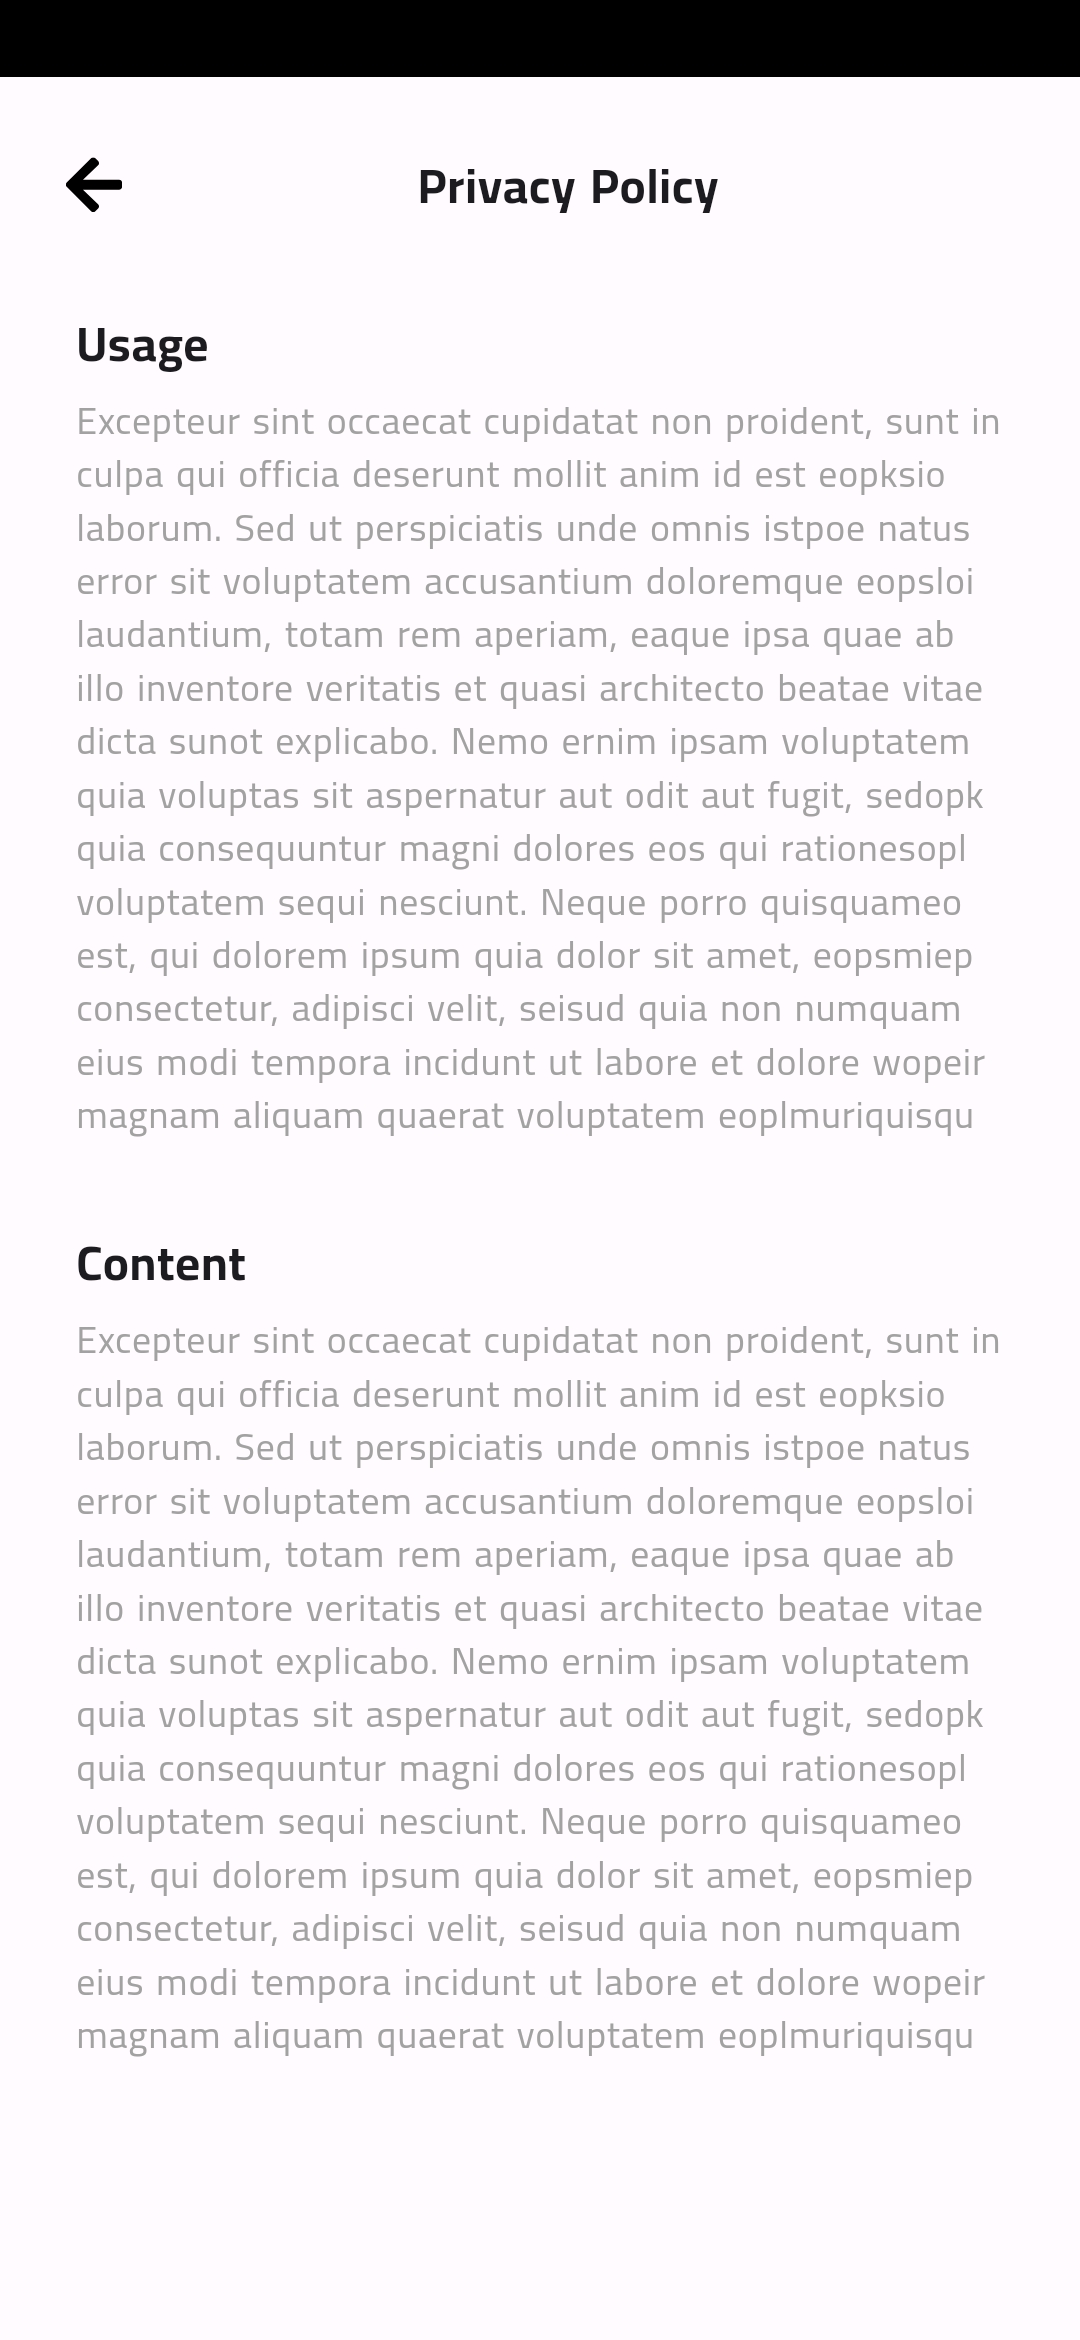 Privacy Policy
Usage
Excepteur sint occaecat cupidatat non proident, sunt in
culpa qui officia deserunt mollit anim id est eopksio
laborum. Sed ut perspiciatis unde omnis istpoe natus
error sit voluptatem accusantium doloremque eopsloi
laudantium, totam rem aperiam, eaque ipsa quae ab
illo inventore veritatis et quasi architecto beatae vitae
dicta sunot explicabo. Nemo ernim ipsam voluptatem
quia voluptas sit aspernatur aut odit aut fugit, sedopk
quia consequuntur magni dolores eos qui rationesopl
voluptatem sequi nesciunt. Neque porro quisquameo
est, qui dolorem ipsum quia dolor sit amet, eopsmiep
consectetur, adipisci velit, seisud quia non numquam
eius modi tempora incidunt ut labore et dolore wopeir
magnam aliquam quaerat voluptatem eoplmuriquisqu
Content
Excepteur sint occaecat cupidatat non proident, sunt in
culpa qui officia deserunt mollit anim id est eopksio
laborum. Sed ut perspiciatis unde omnis istpoe natus
error sit voluptatem accusantium doloremque eopsloi
laudantium, totam rem aperiam, eaque ipsa quae ab
illo inventore veritatis et quasi architecto beatae vitae
dicta sunot explicabo. Nemo ernim ipsam voluptatem
quia voluptas sit aspernatur aut odit aut fugit, sedopk
quia consequuntur magni dolores eos qui rationesopl
voluptatem sequi nesciunt. Neque porro quisquameo
est, qui dolorem ipsum quia dolor sit amet, eopsmiep
consectetur, adipisci velit, seisud quia non numquam
eius modi tempora incidunt ut labore et dolore wopeir
magnam aliquam quaerat voluptatem eoplmuriquisqu